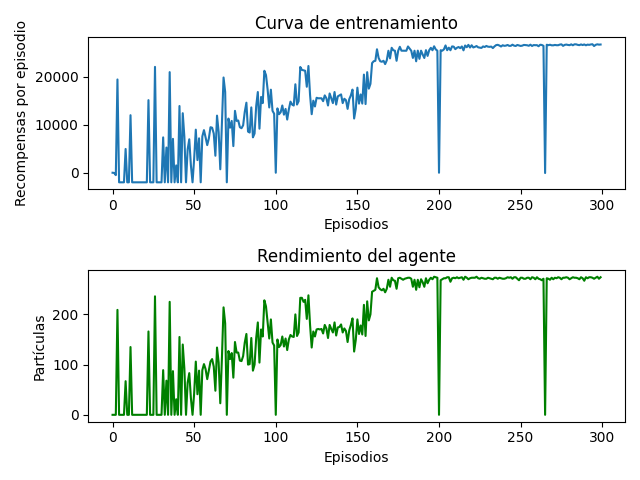 Curva de entrenamiento
Recompensas por episodio
20000
10000
0
0 50 100 150 200 250 300
Episodios
Rendimiento del agente
Partículas
200
100
0
0 50 100 150 200 250 300
Episodios